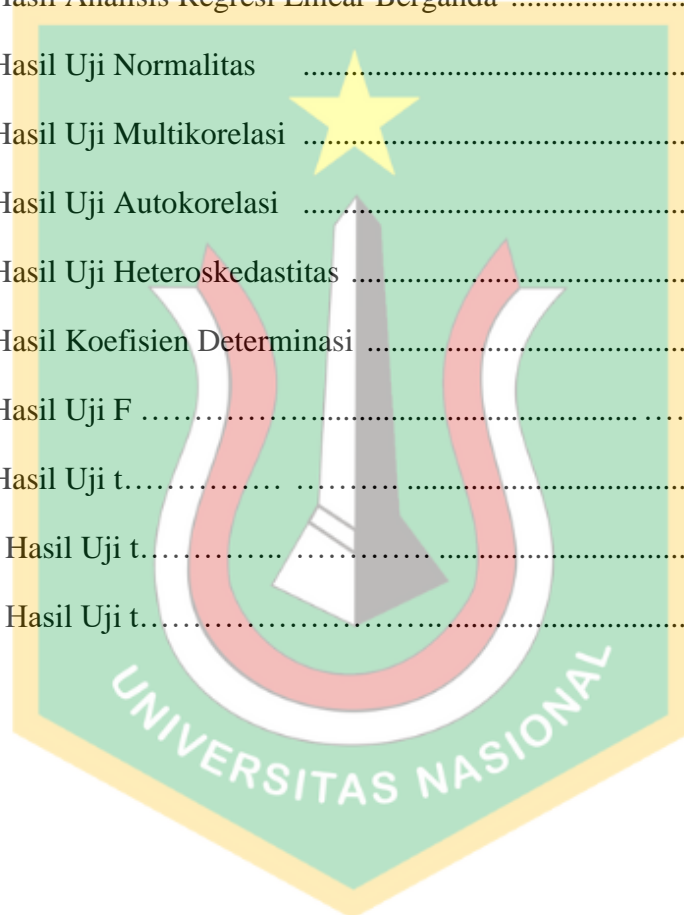 Hasil Analisis Regresi Linear Berganda ......................
Hasil Uji Normalitas ..................................................
Hasil Uji Multikorelasi ..................................................
Hasil Uji Autokorelasi ..................................................
Hasil Uji Heteroskedastitas ............................................
Hasil Koefisien Determinasi ..........................................
Hasil Uji F ……………........................................... ….
Hasil Uji t…………… ………. ...................................
Hasil Uji t………….. …………. ...............................
Hasil Uji t……………………………...............................
UNIVERSITAS NASIONAL